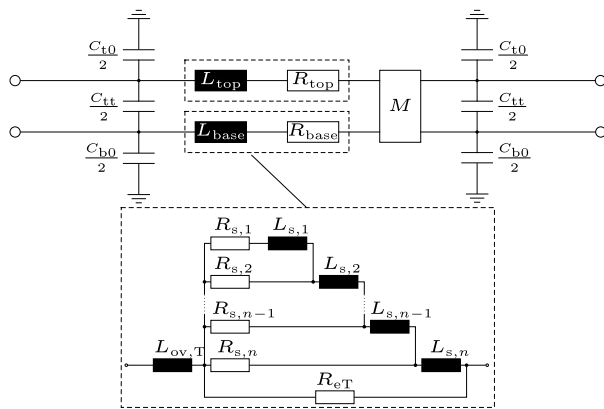 C_t0/2 C_t0/2
L_top R_top
C_tt/2 M C_tt/2
L_base R_base
C_b0/2 C_b0/2
R_s,1 L_s,1
R_s,2 L_s,2
R_s,n−1 L_s,n−1
L_ov,T R_s,n L_s,n
R_eT